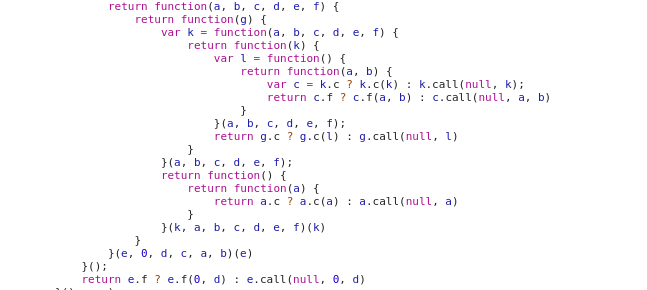 return function(a, b, c, d, e, f) {
return function(g) {
var k = function(a, b, c, d, e, f) {
return function(k) {
var l = function() {
return function(a, b) {
var c = k.c ? k.c(k) : k.call(null, k);
return c.f ? c.f(a, b) : c.call(null, a, b)
}
}(a, b, c, d, e, f);
return g.c ? g.c(l) : g.call(null, l)
}
}(a, b, c, d, e, f);
return function() {
return function(a) {
return a.c ? a.c(a) : a.call(null, a)
}
}(k, a, b, c, d, e, f)(k)
}
}(e, 0, d, c, a, b)(e)
}();
return e.f ? e.f(0, d) : e.call(null, 0, d)